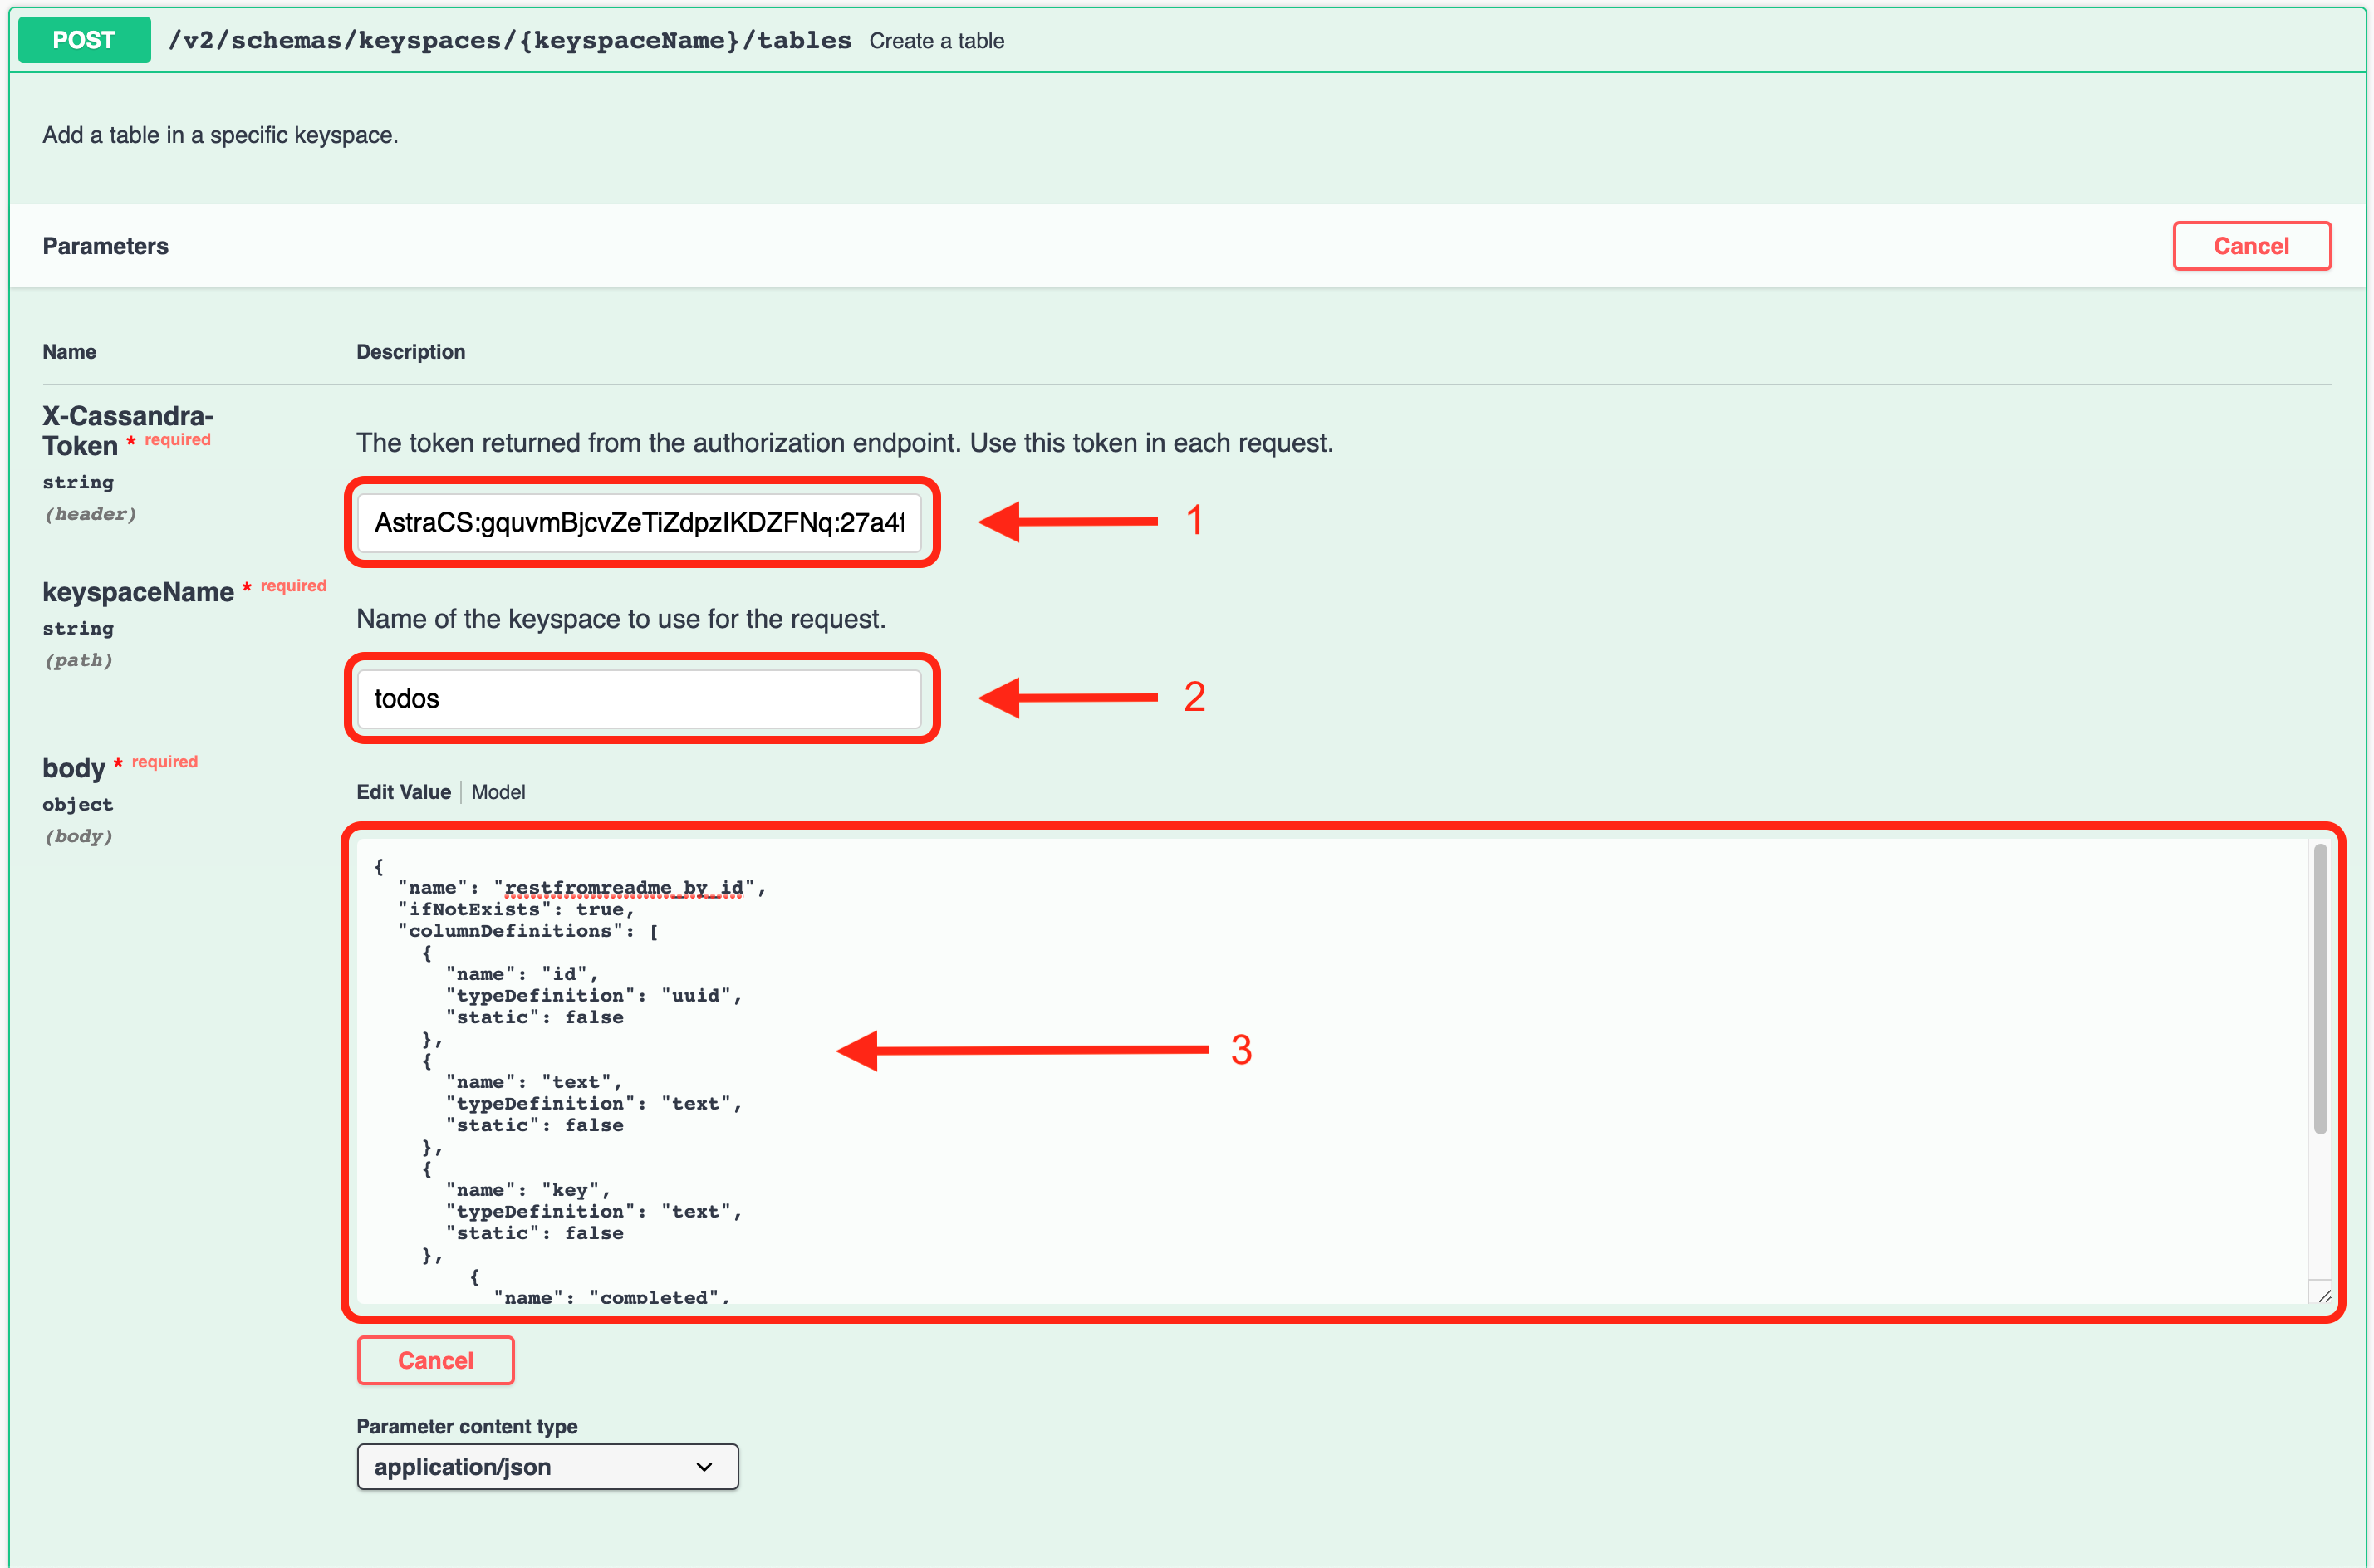 POST /v2/schemas/keyspaces/{keyspaceName}/tables Create a table
Add a table in a specific keyspace.
Parameters
Cancel
Name Description
X-Cassandra-
Token * required
string
(header)
The token returned from the authorization endpoint. Use this token in each request.
AstraCS:gquvmBjcvZeTiZdpzIKDZFNq:27a4f
1
keyspaceName * required
string
(path)
Name of the keyspace to use for the request.
todos
2
body * required
object
(body)
Edit Value | Model
{
"name": "restfromreadme_by_id",
"ifNotExists": true,
"columnDefinitions": [
{
"name": "id",
"typeDefinition": "uuid",
"static": false
},
{
"name": "text",
"typeDefinition": "text",
"static": false
},
{
"name": "key",
"typeDefinition": "text",
"static": false
},
{
"name": "completed",
3
Cancel
Parameter content type
application/json